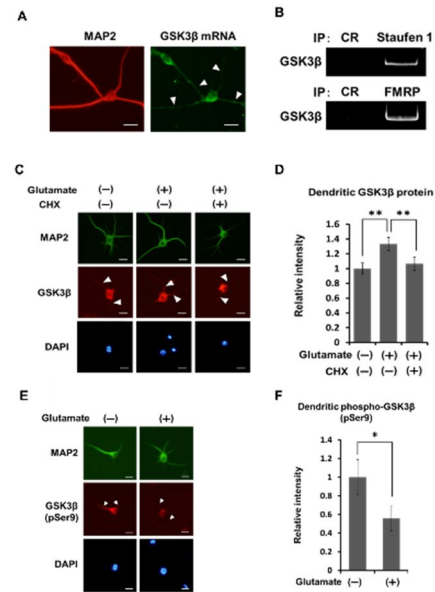 A
MAP2 GSK3β mRNA
B
IP: CR Staufen 1
GSK3β
IP: CR FMRP
GSK3β
C
Glutamate (−) (+) (+)
CHX (−) (−) (+)
MAP2
GSK3β
DAPI
D
Dendritic GSK3β protein
** **
Relative intensity
1.6
1.4
1.2
1
0.8
0.6
0.4
0.2
0
Glutamate (−) (+) (+)
CHX (−) (−) (+)
E
Glutamate (−) (+)
MAP2
GSK3β
(pSer9)
DAPI
F
Dendritic phospho-GSK3β
(pSer9)
*
Relative intensity
1.4
1.2
1
0.8
0.6
0.4
0.2
0
Glutamate (−) (+)